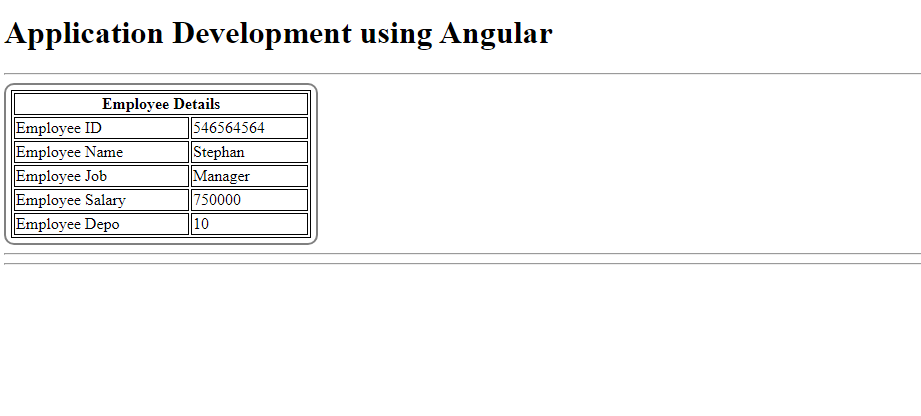 Application Development using Angular
Employee Details
Employee ID 546564564
Employee Name Stephan
Employee Job Manager
Employee Salary 750000
Employee Depo 10